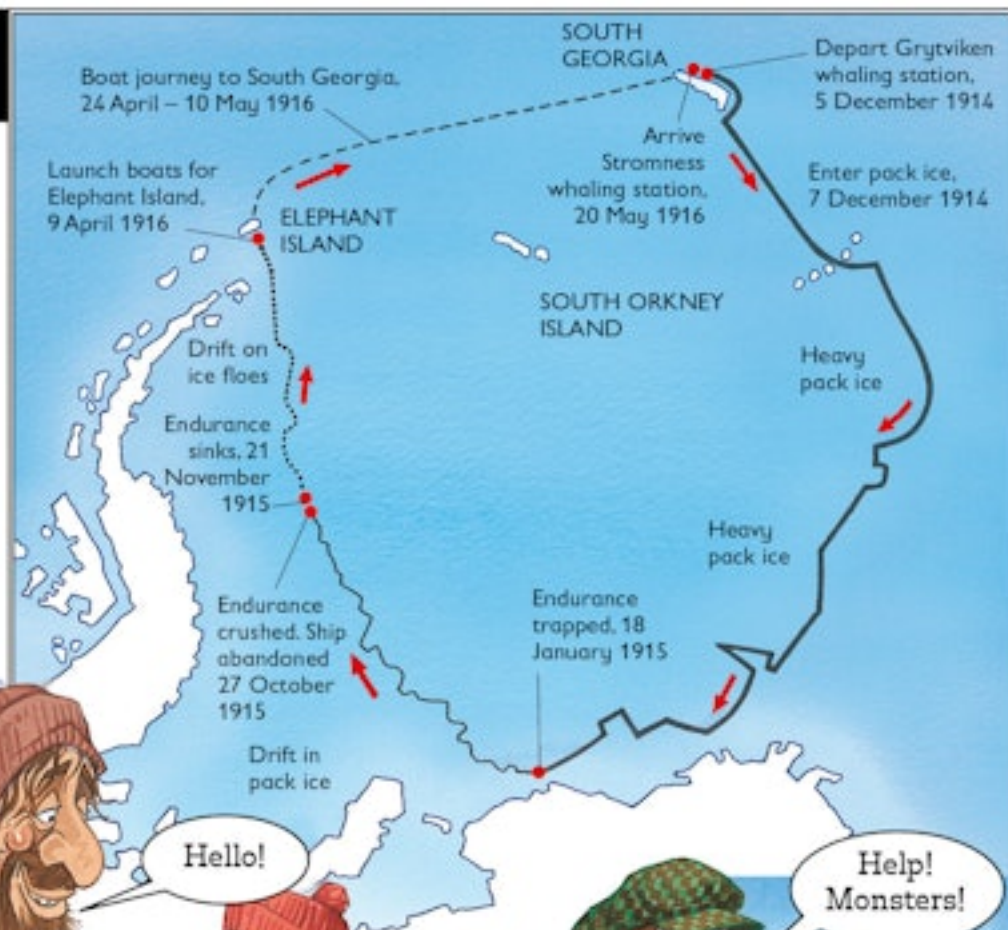 SOUTH
GEORGIA
Depart Grytviken
whaling station,
5 December 1914
Boat journey to South Georgia,
24 April – 10 May 1916
Arrive
Stromness
whaling station,
20 May 1916
Enter pack ice,
7 December 1914
Launch boats for
Elephant Island,
9 April 1916
ELEPHANT
ISLAND
SOUTH ORKNEY
ISLAND
Drift on
ice floes
Heavy
pack ice
Endurance
sinks, 21
November
1915
Heavy
pack ice
Endurance
crushed. Ship
abandoned
27 October
1915
Endurance
trapped, 18
January 1915
Drift in
pack ice
Hello!
Help!
Monsters!